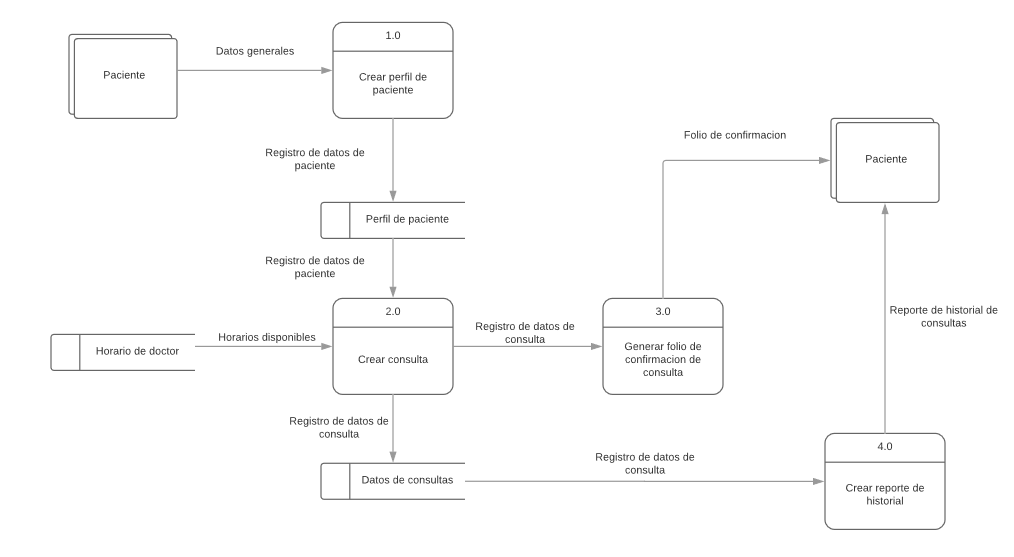 1.0
Datos generales
Paciente
Crear perfil de
paciente
Folio de confirmacion
Registro de datos de
paciente
Paciente
Perfil de paciente
Registro de datos de
paciente
2.0
3.0
Reporte de historial de
consultas
Registro de datos de
consulta
Horarios disponibles
Horario de doctor
Crear consulta
Generar folio de
confirmacion de
consulta
Registro de datos de
consulta
4.0
Registro de datos de
consulta
Datos de consultas
Crear reporte de
historial